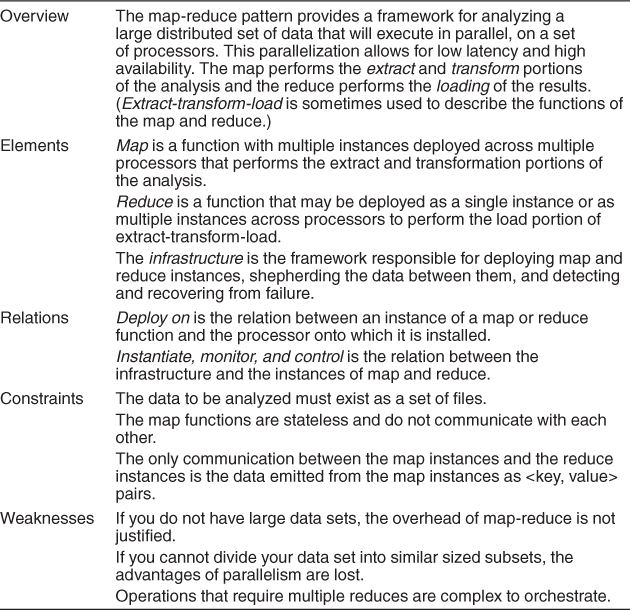 Overview The map-reduce pattern provides a framework for analyzing a
large distributed set of data that will execute in parallel, on a set
of processors. This parallelization allows for low latency and high
availability. The map performs the extract and transform portions
of the analysis and the reduce performs the loading of the results.
(Extract-transform-load is sometimes used to describe the functions of
the map and reduce.)
Elements Map is a function with multiple instances deployed across multiple
processors that performs the extract and transformation portions of
the analysis.
Reduce is a function that may be deployed as a single instance or as
multiple instances across processors to perform the load portion of
extract-transform-load.
The infrastructure is the framework responsible for deploying map and
reduce instances, shepherding the data between them, and detecting
and recovering from failure.
Relations Deploy on is the relation between an instance of a map or reduce
function and the processor onto which it is installed.
Instantiate, monitor, and control is the relation between the
infrastructure and the instances of map and reduce.
Constraints The data to be analyzed must exist as a set of files.
The map functions are stateless and do not communicate with each
other.
The only communication between the map instances and the reduce
instances is the data emitted from the map instances as <key, value>
pairs.
Weaknesses If you do not have large data sets, the overhead of map-reduce is not
justified.
If you cannot divide your data set into similar sized subsets, the
advantages of parallelism are lost.
Operations that require multiple reduces are complex to orchestrate.